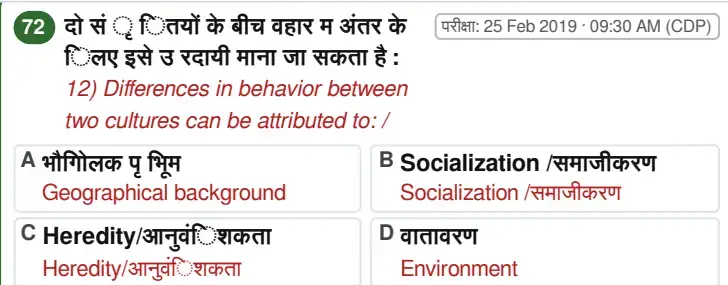 72 दो सं ृ ितयों के बीच वहार म अंतर के
परीक्षा: 25 Feb 2019 · 09:30 AM (CDP)
िलए इसे उ रदायी माना जा सकता है :
12) Differences in behavior between
two cultures can be attributed to: /
A भौगोिलक पृ भूिम
Geographical background
B Socialization /समाजीकरण
Socialization /समाजीकरण
C Heredity/आनुवंिशकता
Heredity/आनुवंिशकता
D वातावरण
Environment